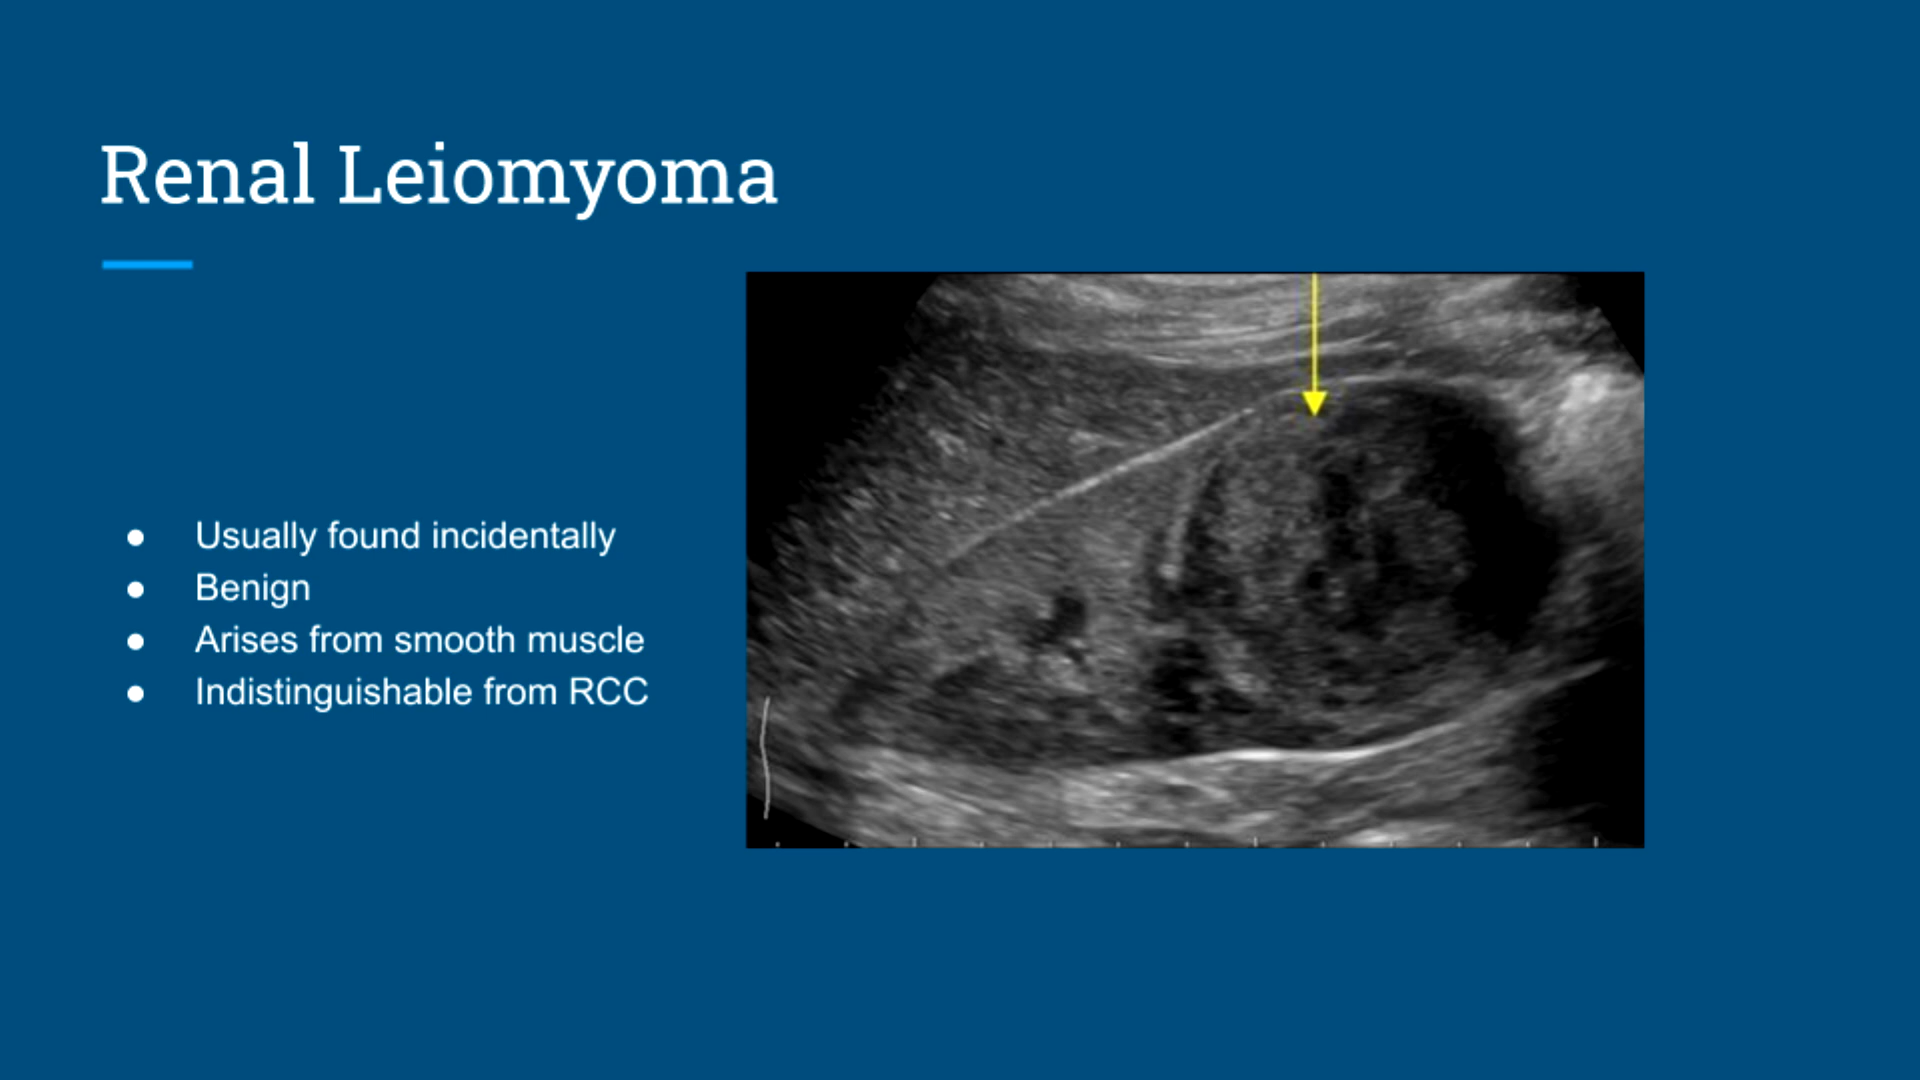 Renal Leiomyoma
● Usually found incidentally
● Benign
● Arises from smooth muscle
● Indistinguishable from RCC